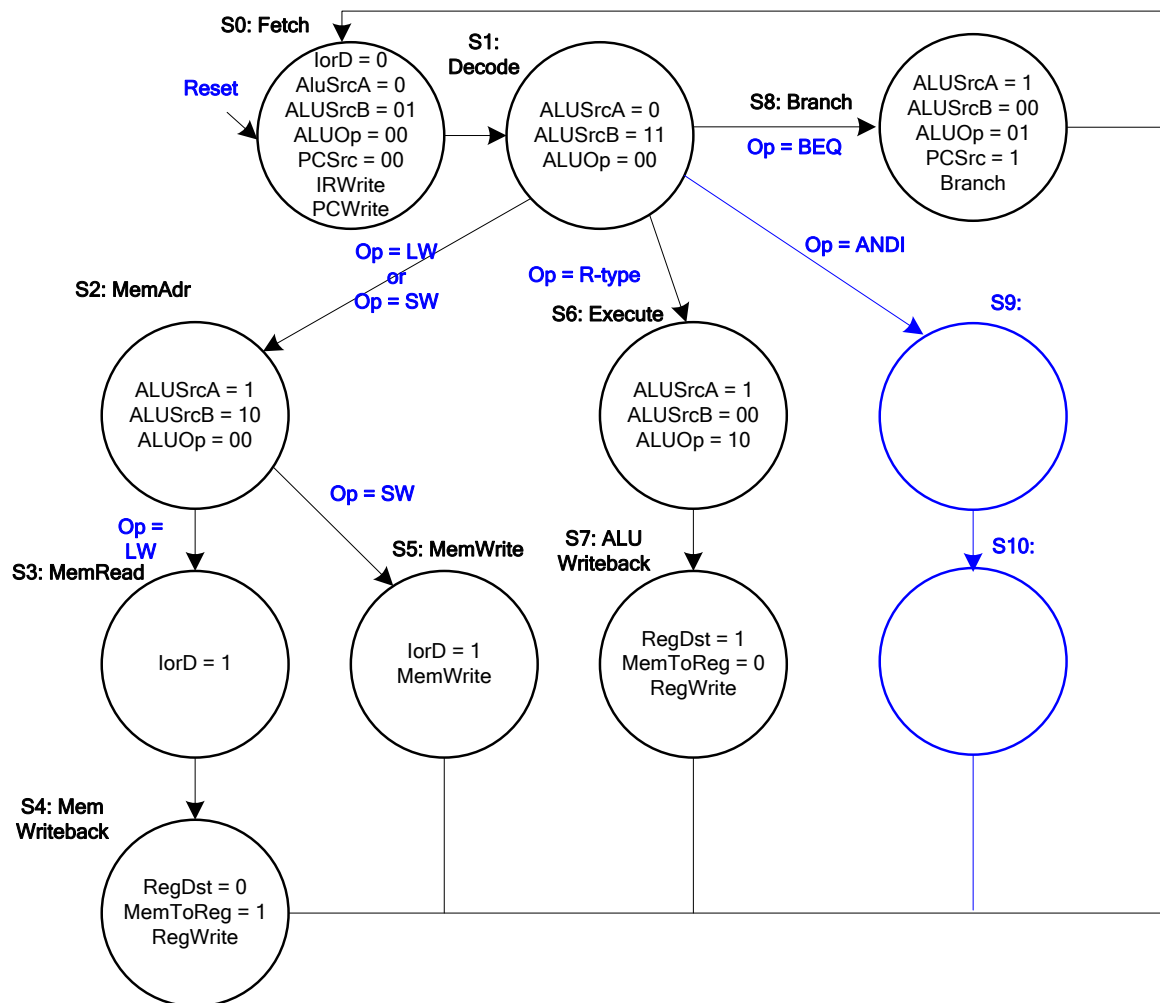 S0: Fetch
IorD = 0
AluSrcA = 0
ALUSrcB = 01
ALUOp = 00
PCSrc = 00
IRWrite
PCWrite
Reset
S1:
Decode
ALUSrcA = 0
ALUSrcB = 11
ALUOp = 00
S8: Branch
Op = BEQ
ALUSrcA = 1
ALUSrcB = 00
ALUOp = 01
PCSrc = 1
Branch
Op = LW
or
Op = SW
Op = R-type
Op = ANDI
S2: MemAdr
ALUSrcA = 1
ALUSrcB = 10
ALUOp = 00
S6: Execute
ALUSrcA = 1
ALUSrcB = 00
ALUOp = 10
S9:
Op =
LW
Op = SW
S3: MemRead
IorD = 1
S5: MemWrite
IorD = 1
MemWrite
S7: ALU
Writeback
RegDst = 1
MemToReg = 0
RegWrite
S10:
S4: Mem
Writeback
RegDst = 0
MemToReg = 1
RegWrite